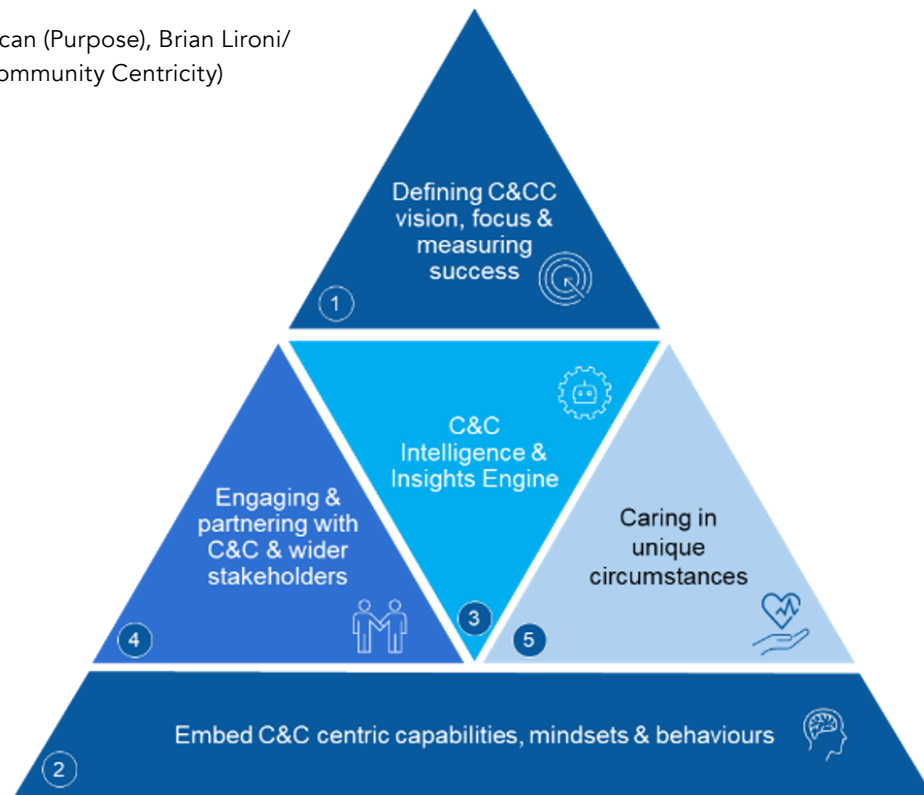 can (Purpose), Brian Lironi/
ommunity Centricity)
Defining C&CC
vision, focus &
measuring
success
1
C&C
Intelligence &
Insights Engine
3
Engaging &
partnering with
C&C & wider
stakeholders
4
Caring in
unique
circumstances
5
Embed C&C centric capabilities, mindsets & behaviours
2